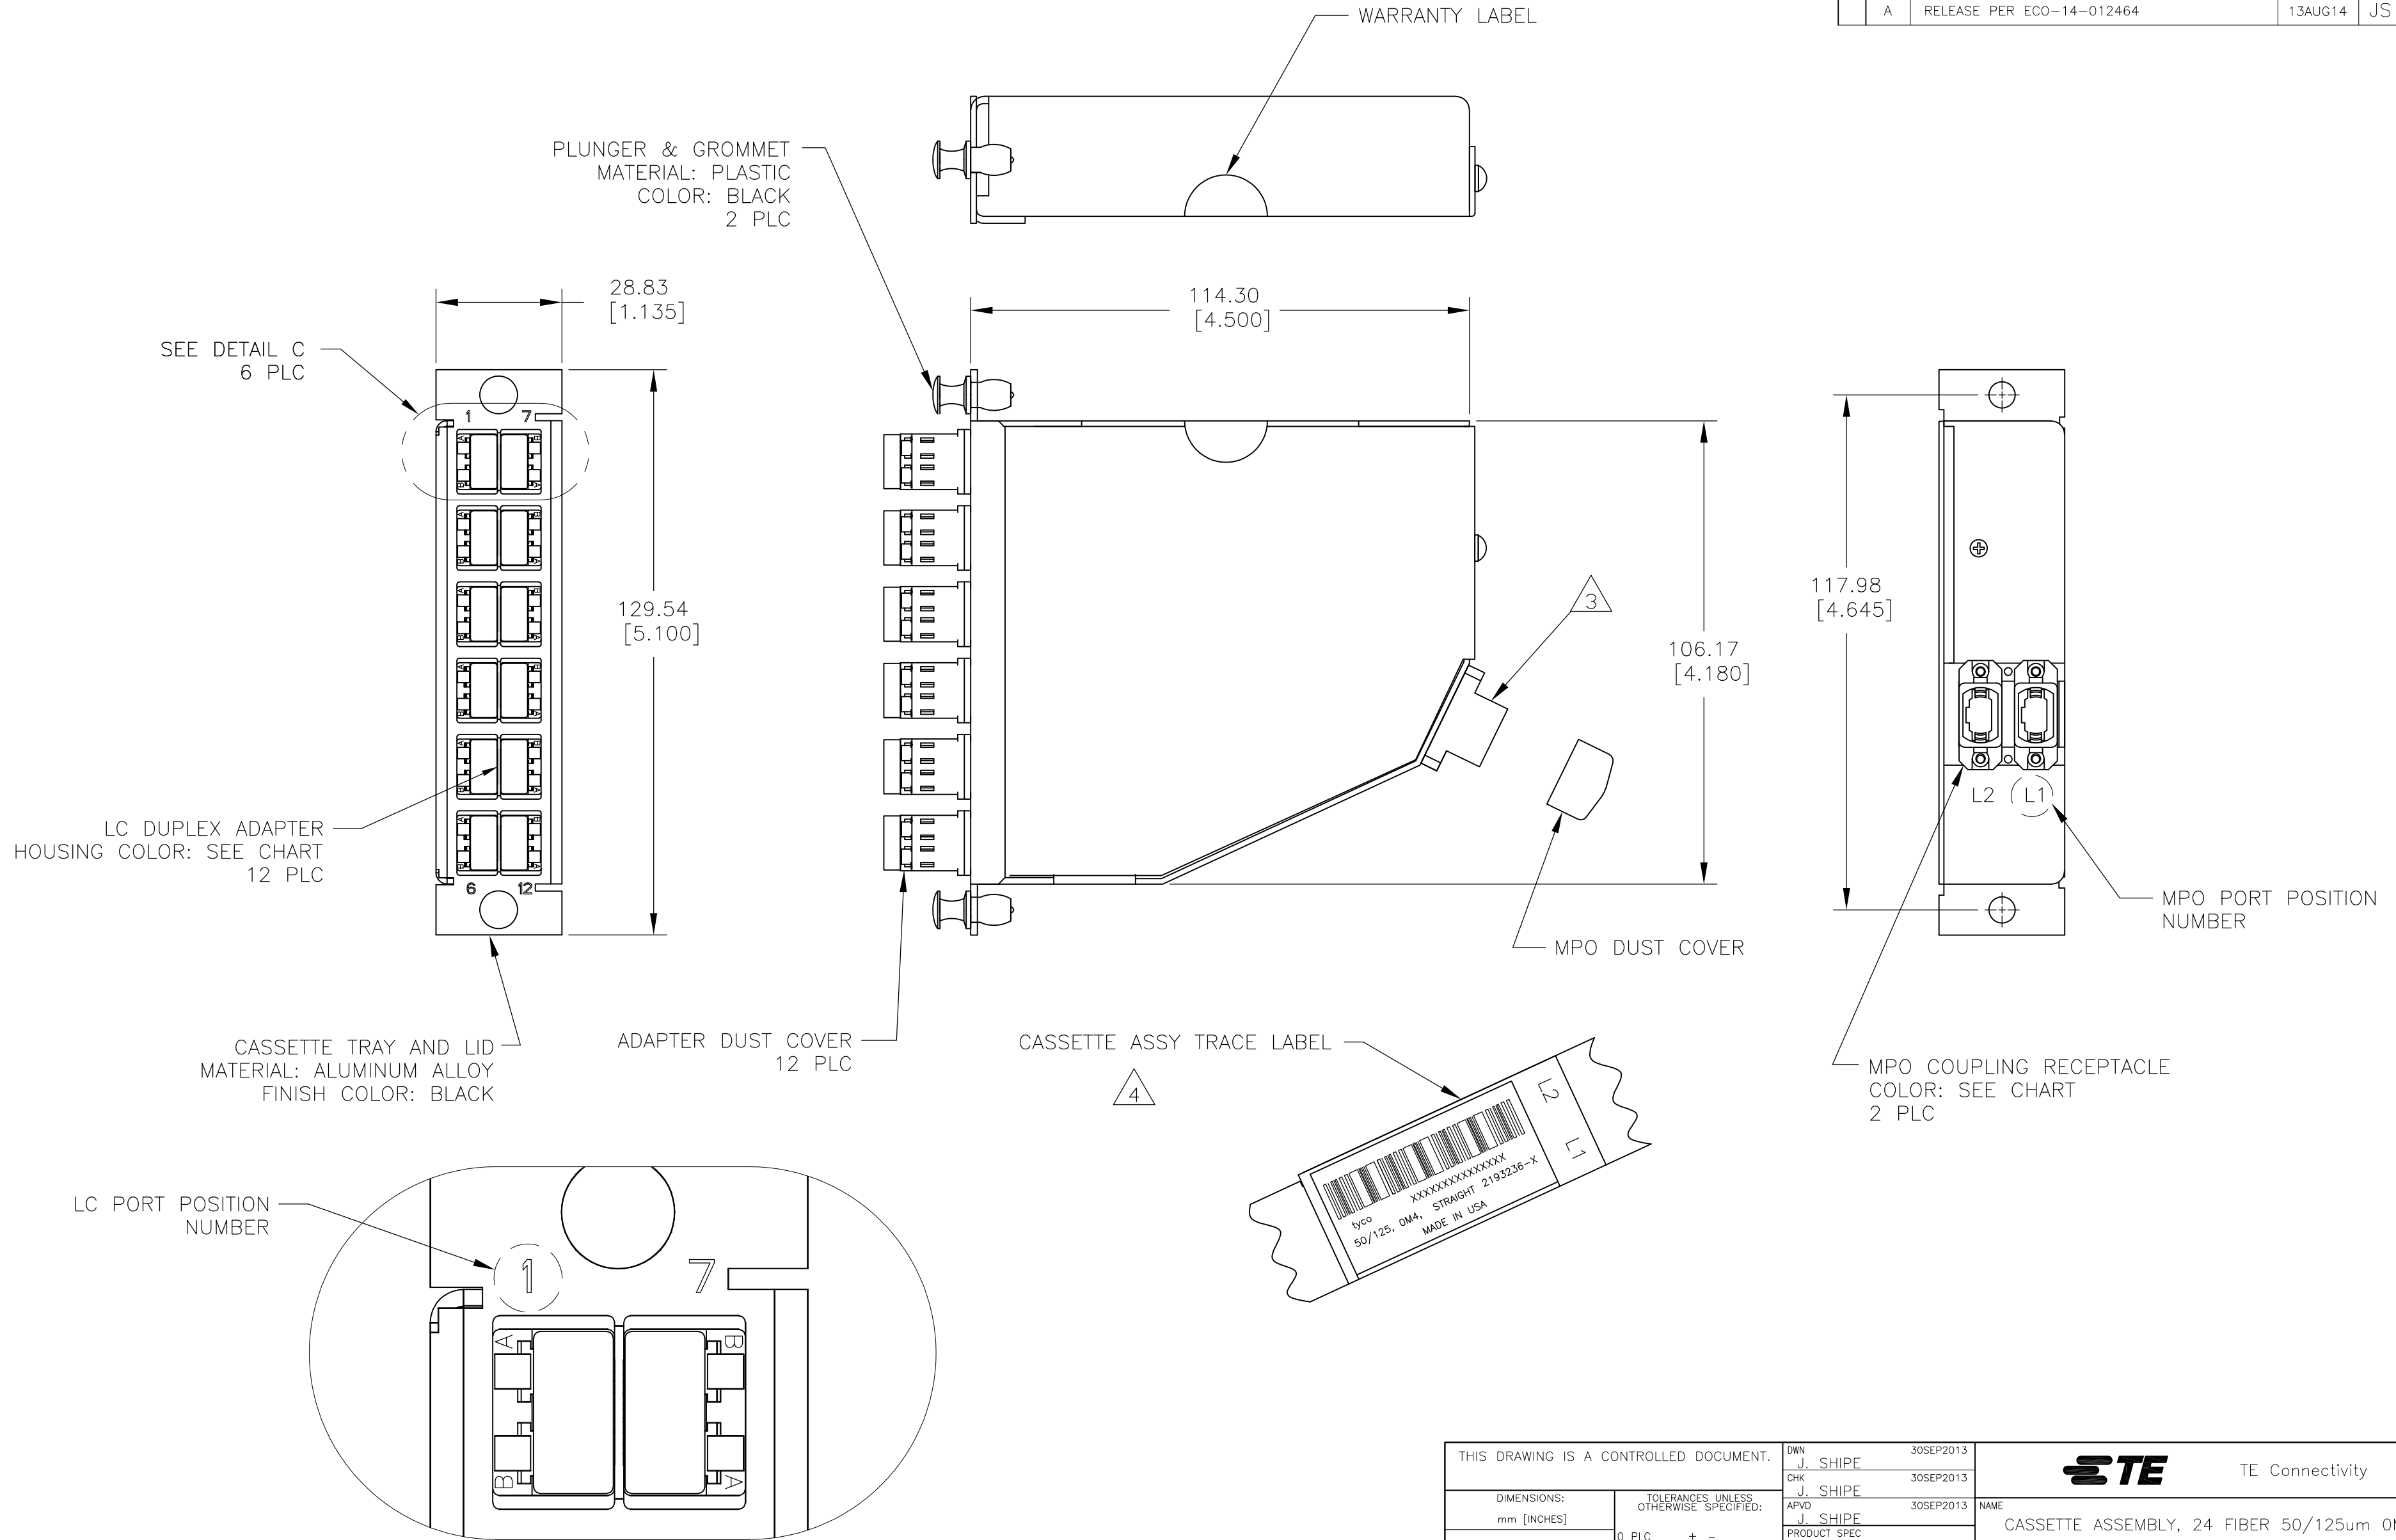 A RELEASE PER ECO-14-012464 13AUG14 JS
WARRANTY LABEL
PLUNGER & GROMMET
MATERIAL: PLASTIC
COLOR: BLACK
2 PLC
28.83
[1.135]
114.30
[4.500]
SEE DETAIL C
6 PLC
1 7
129.54
[5.100]
3
117.98
[4.645]
106.17
[4.180]
L2 L1
LC DUPLEX ADAPTER
HOUSING COLOR: SEE CHART
12 PLC
6 12
MPO PORT POSITION
NUMBER
MPO DUST COVER
CASSETTE TRAY AND LID
MATERIAL: ALUMINUM ALLOY
FINISH COLOR: BLACK
ADAPTER DUST COVER
12 PLC
CASSETTE ASSY TRACE LABEL
4
MPO COUPLING RECEPTACLE
COLOR: SEE CHART
2 PLC
L2
L1
XXXXXXXXXXXXXXXX
tyco
50/125, OM4, STRAIGHT 2193236-X
MADE IN USA
LC PORT POSITION
NUMBER
1 7
A B
B A
THIS DRAWING IS A CONTROLLED DOCUMENT.
DIMENSIONS:
mm [INCHES]
TOLERANCES UNLESS
OTHERWISE SPECIFIED:
0 PLC + -
DWN 30SEP2013
J. SHIPE
CHK 30SEP2013
J. SHIPE
APVD 30SEP2013
J. SHIPE
PRODUCT SPEC
TE TE Connectivity
NAME
CASSETTE ASSEMBLY, 24 FIBER 50/125um